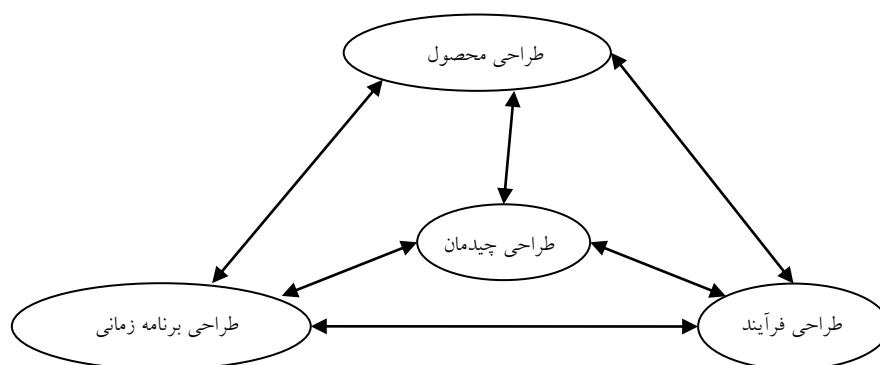 طراحی محصول
طراحی چیدمان
طراحی فرآیند
طراحی برنامه زمانی